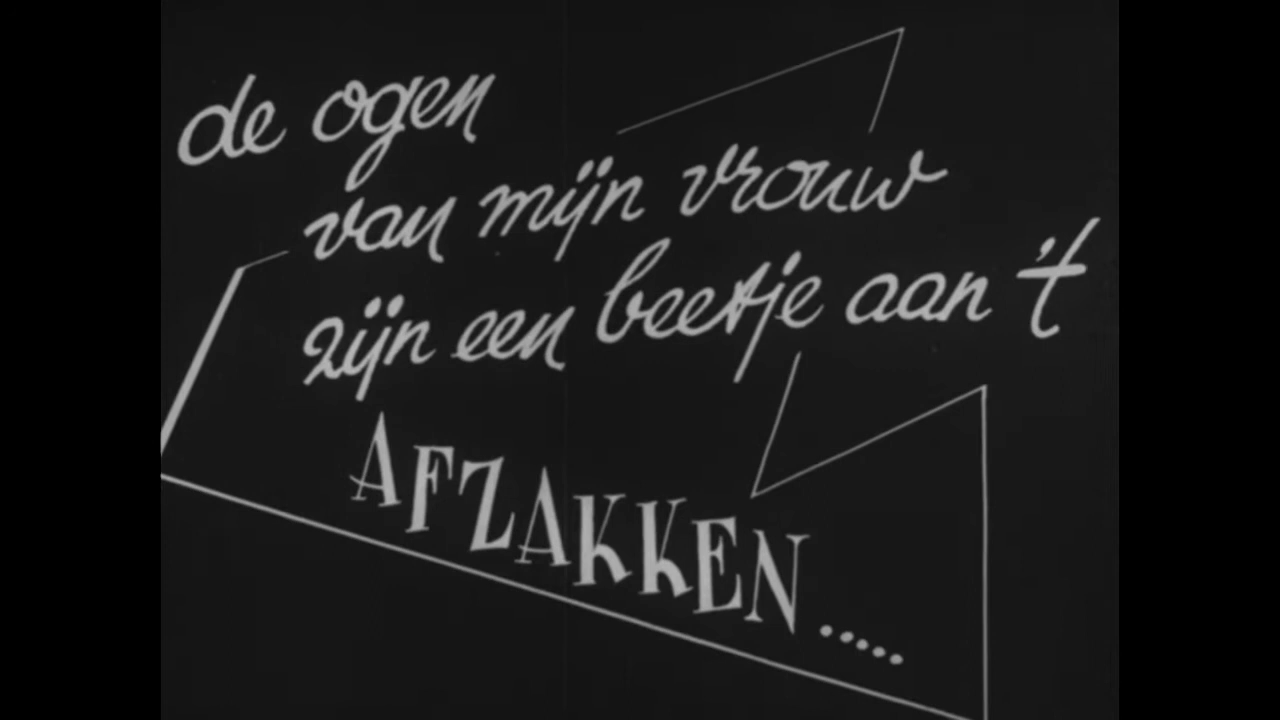 de ogen
van mijn vrouw
zijn een beetje aan 't
AFZAKKEN.....